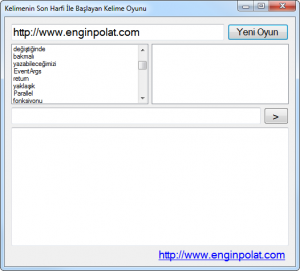 Kelimenin Son Harfi İle Başlayan Kelime Oyunu
http://www.enginpolat.com
Yeni Oyun
değiştiğinde
bakmalı
yazabileceğimizi
EventArgs
return
yaklaşık
Parallel
fonksiyonu
>
http://www.enginpolat.com